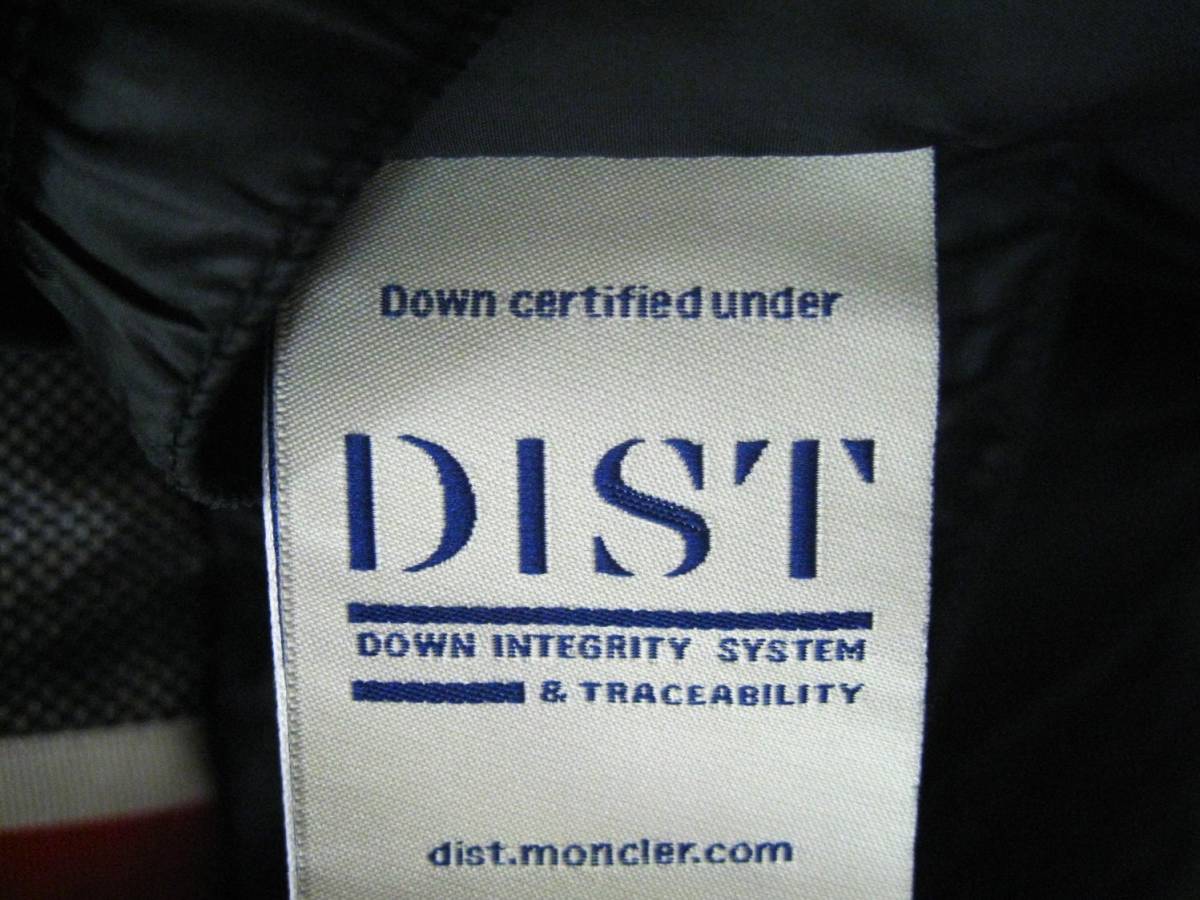 Down certified under
DIST
DOWN INTEGRITY SYSTEM
& TRACEABILITY
dist.moncler.com